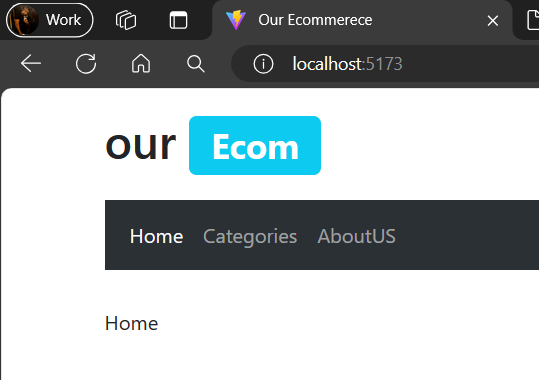 Work
Our Ecommerece
localhost:5173
our Ecom
Home Categories AboutUS
Home